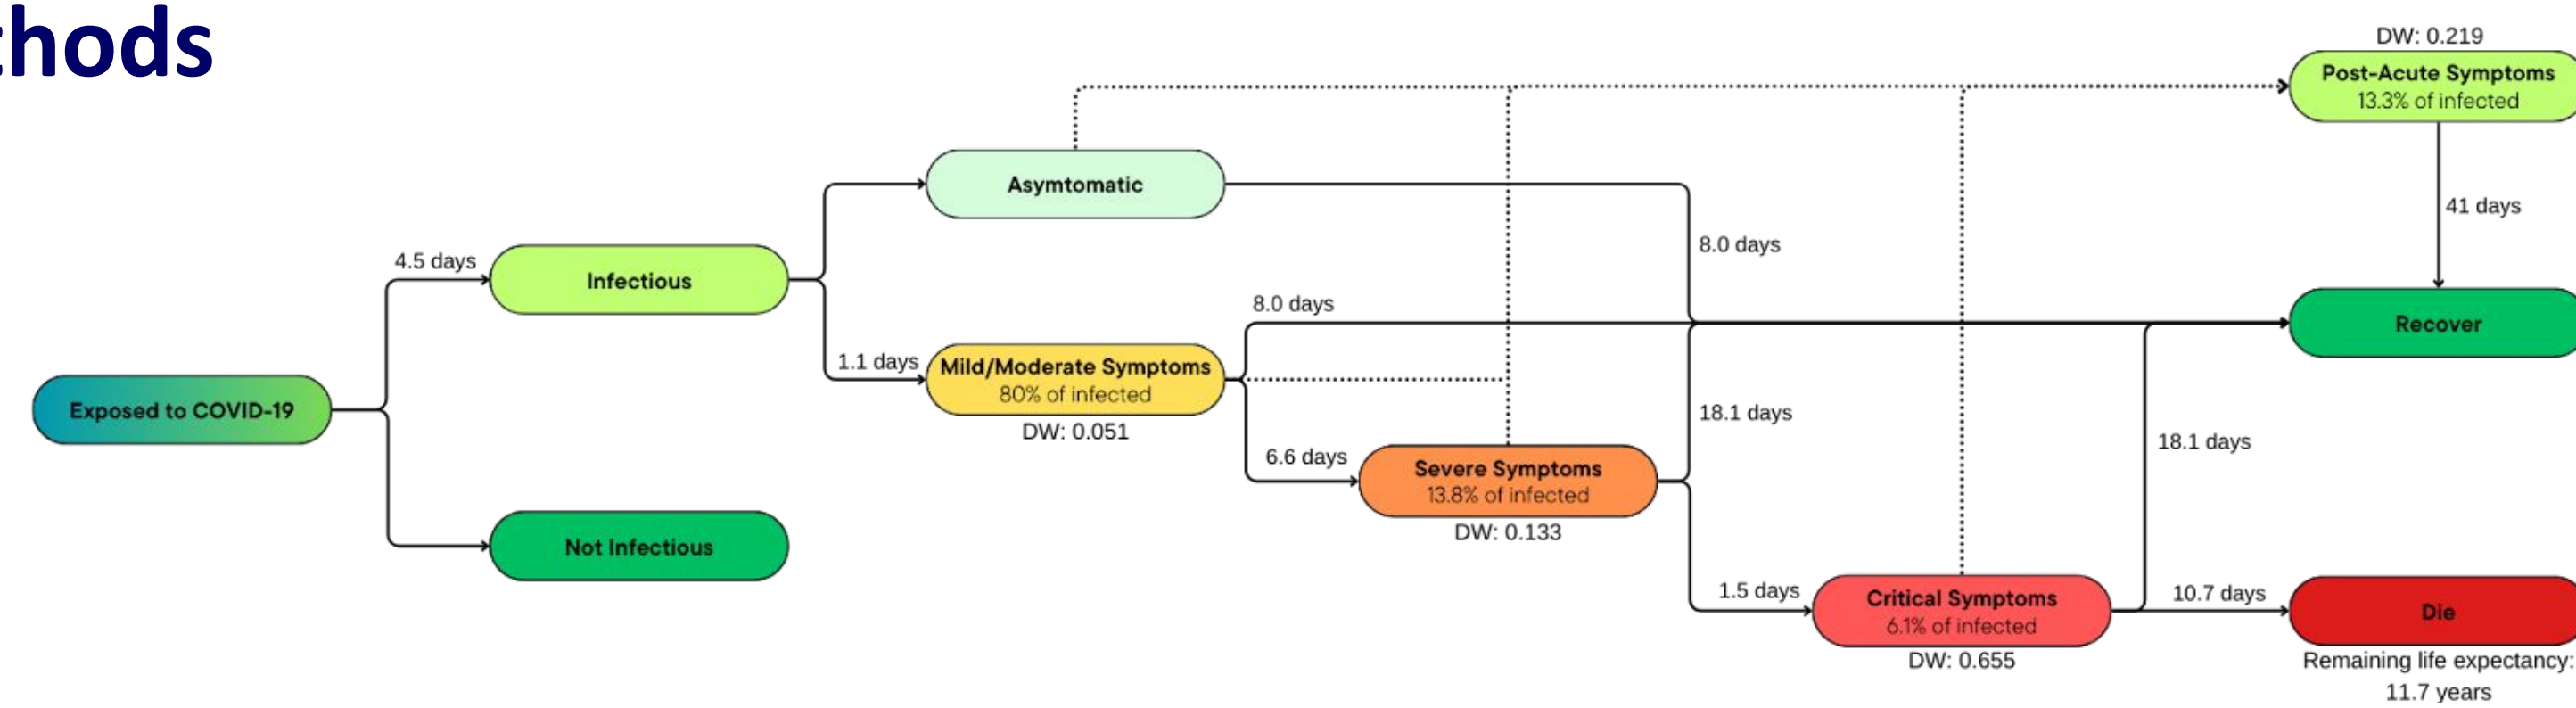 thods
DW: 0.219
Post-Acute Symptoms
13.3% of infected
Asymtomatic
41 days
8.0 days
4.5 days
Infectious
8.0 days
Recover
1.1 days
Mild/Moderate Symptoms
80% of infected
DW: 0.051
Exposed to COVID-19
18.1 days
18.1 days
6.6 days
Severe Symptoms
13.8% of infected
DW: 0.133
Not Infectious
1.5 days
Critical Symptoms
6.1% of infected
DW: 0.655
10.7 days
Die
Remaining life expectancy:
11.7 years